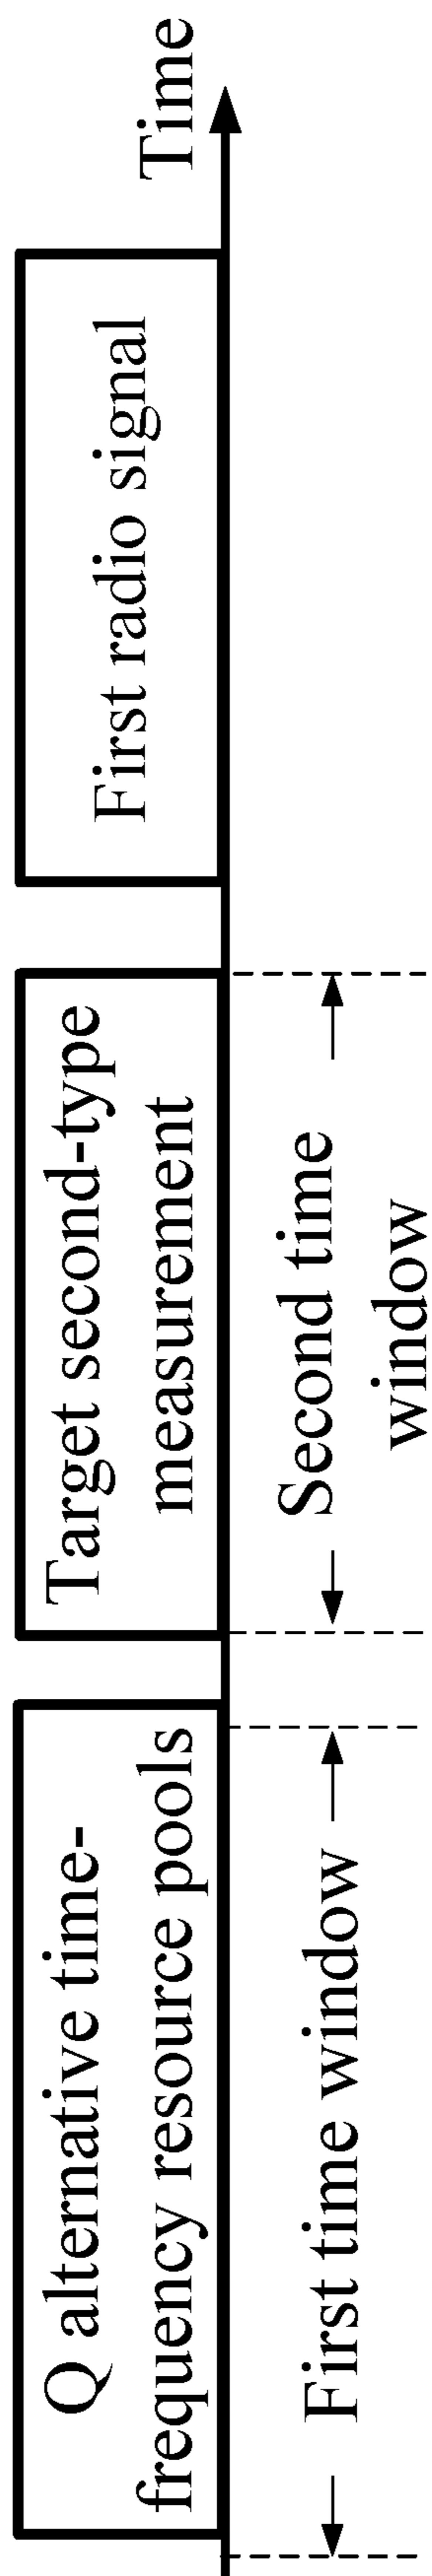 Q alternative time-
frequency resource pools
Target second-type
measurement
First radio signal
Time
First time window
Second time
window